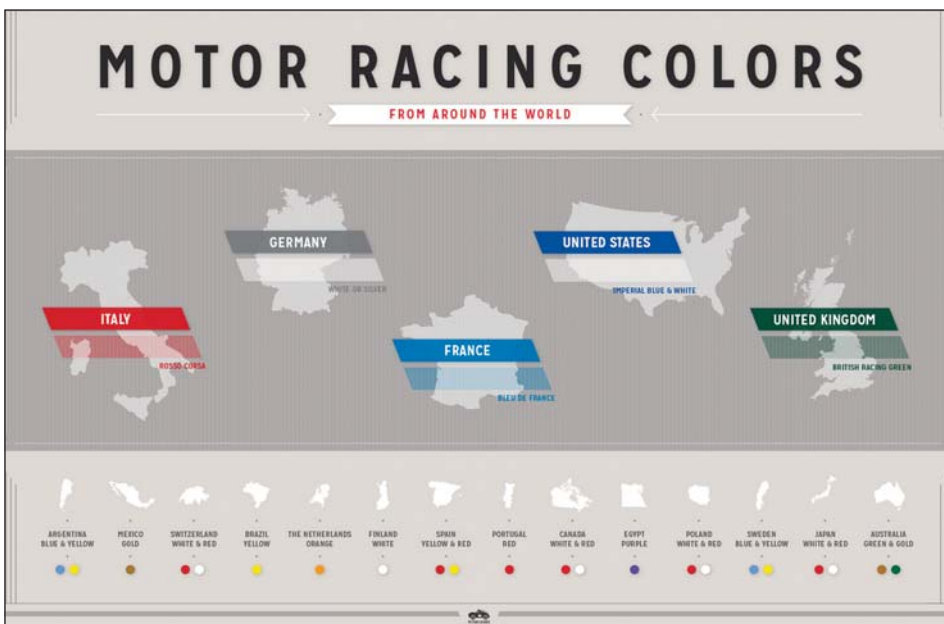 MOTOR RACING COLORS
FROM AROUND THE WORLD
GERMANY
WHITE OR SILVER
UNITED STATES
IMPERIAL BLUE & WHITE
ITALY
ROSSO CORSA
FRANCE
BLEU DE FRANCE
UNITED KINGDOM
BRITISH RACING GREEN
ARGENTINA
BLUE & YELLOW
MEXICO
GOLD
SWITZERLAND
WHITE & RED
BRAZIL
YELLOW
THE NETHERLANDS
ORANGE
FINLAND
WHITE
SPAIN
YELLOW & RED
PORTUGAL
RED
CANADA
WHITE & RED
EGYPT
PURPLE
POLAND
WHITE & RED
SWEDEN
BLUE & YELLOW
JAPAN
WHITE & RED
AUSTRALIA
GREEN & GOLD